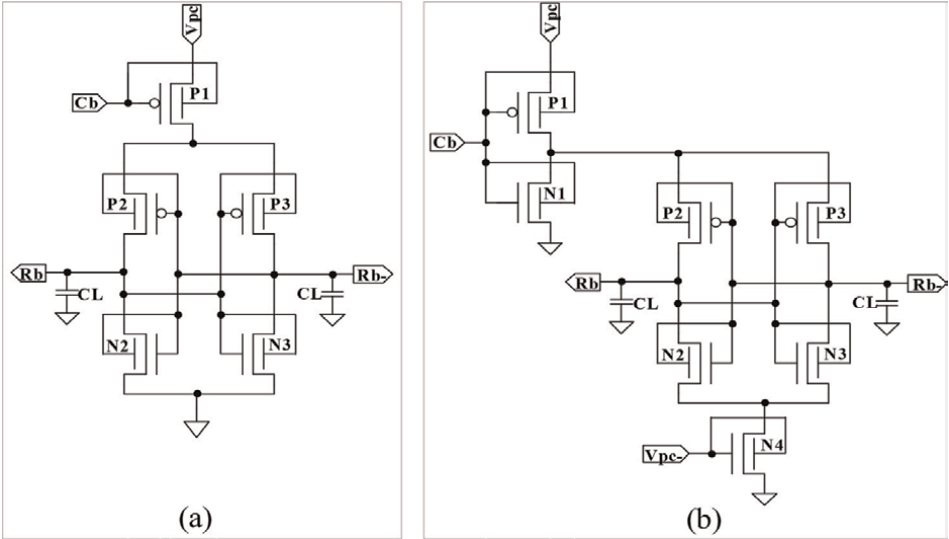 Vpc
Cb
P1
P2
P3
Rb
CL
CL
Rb-
N2
N3
(a)
Vpc
P1
Cb
N1
P2
P3
Rb
CL
CL
Rb-
N2
N3
Vpc-
N4
(b)